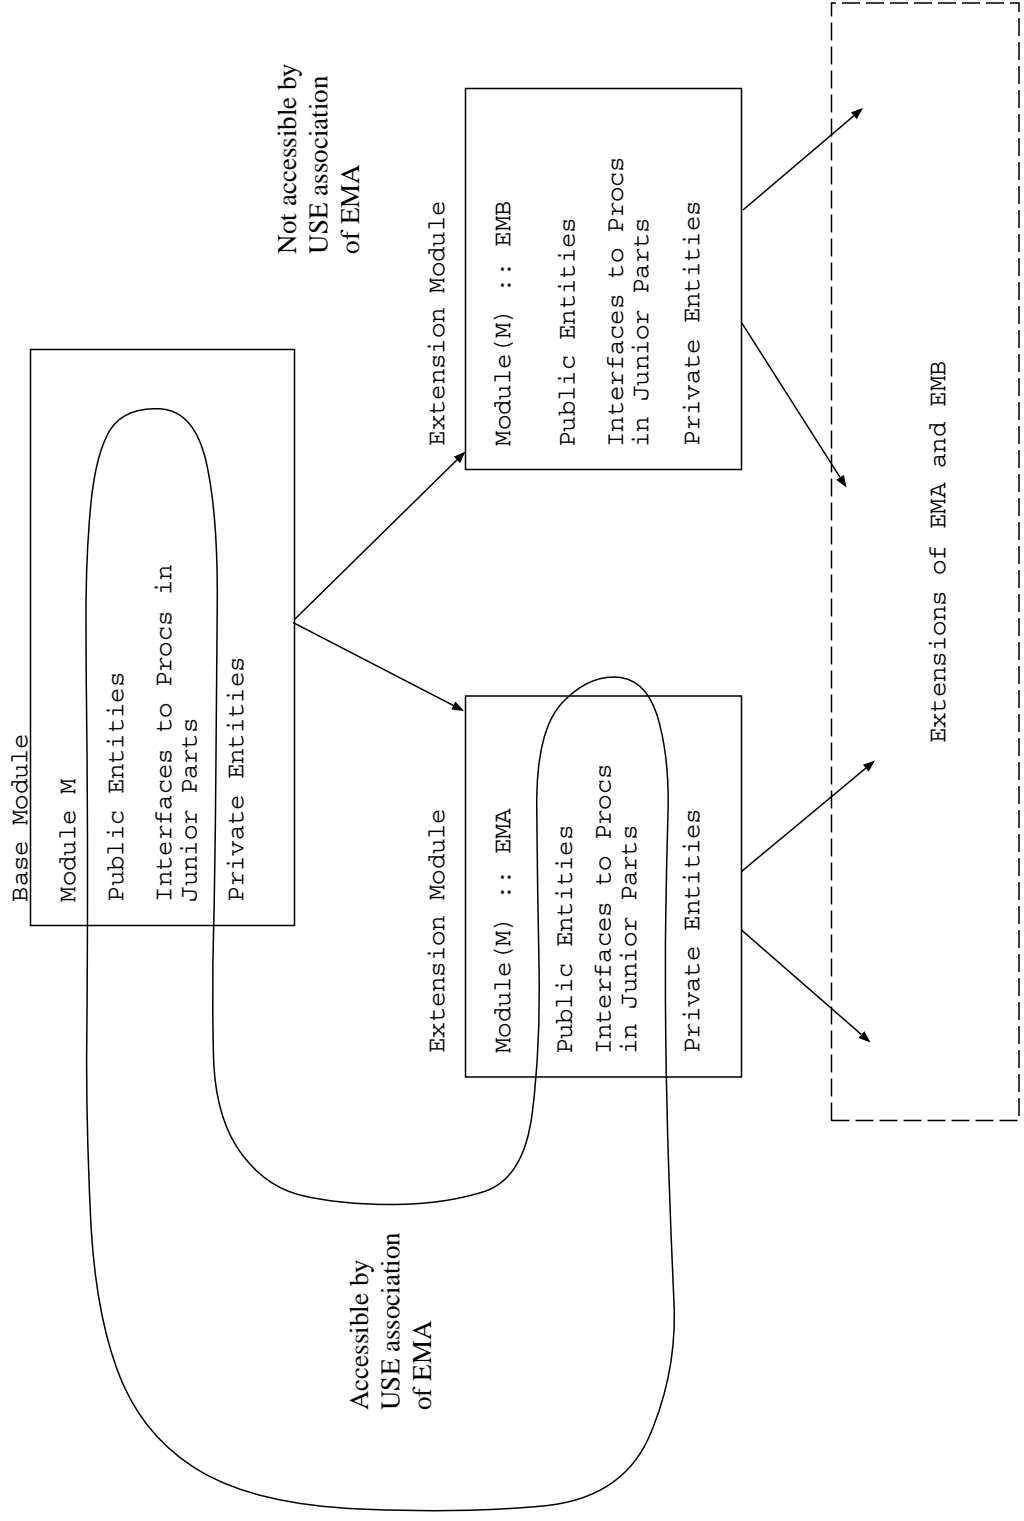 Base Module
Module M
Public Entities
Interfaces to Procs in
Junior Parts
Private Entities
Not accessible by
USE association
of EMA
Accessible by
USE association
of EMA
Extension Module
Module(M) :: EMA
Public Entities
Interfaces to Procs
in Junior Parts
Private Entities
Extension Module
Module(M) :: EMB
Public Entities
Interfaces to Procs
in Junior Parts
Private Entities
Extensions of EMA and EMB